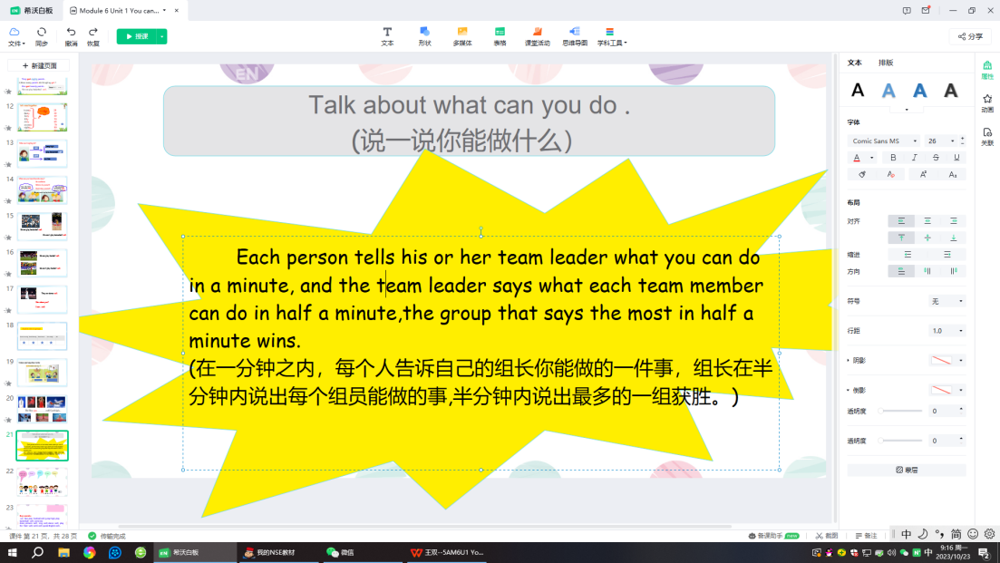 希沃白板
Module 6 Unit 1 You can...
文件
同步
撤消
恢复
授课
文本
形状
多媒体
表格
课堂活动
思维导图
学科工具
分享
+ 新建页面
12
13
14
15
16
17
18
19
20
21
22
23
EN
Talk about what can you do .
(说一说你能做什么)
Each person tells his or her team leader what you can do
in a minute, and the team leader says what each team member
can do in half a minute,the group that says the most in half a
minute wins.
(在一分钟之内，每个人告诉自己的组长你能做的一件事，组长在半
分钟内说出每个组员能做的事,半分钟内说出最多的一组获胜。)
文本
排版
A A A A
字体
Comic Sans MS
26
A B I S U
布局
对齐
缩进
方向
符号
无
行距
1.0
阴影
倒影
透明度
0
透明度
0
蒙层
属性
动画
关联
课件 第 21 页，共 28 页
传输完成
备课助手 new
截图
备注
中
简
希沃白板
我的NSE教材
微信
王双--5AM6U1 Yo...
中
9:16 周一
2023/10/23
2